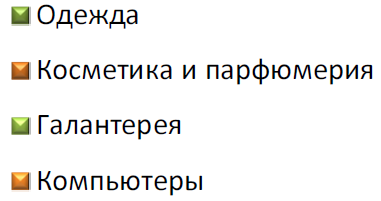 Одежда
Косметика и парфюмерия
Галантерея
Компьютеры